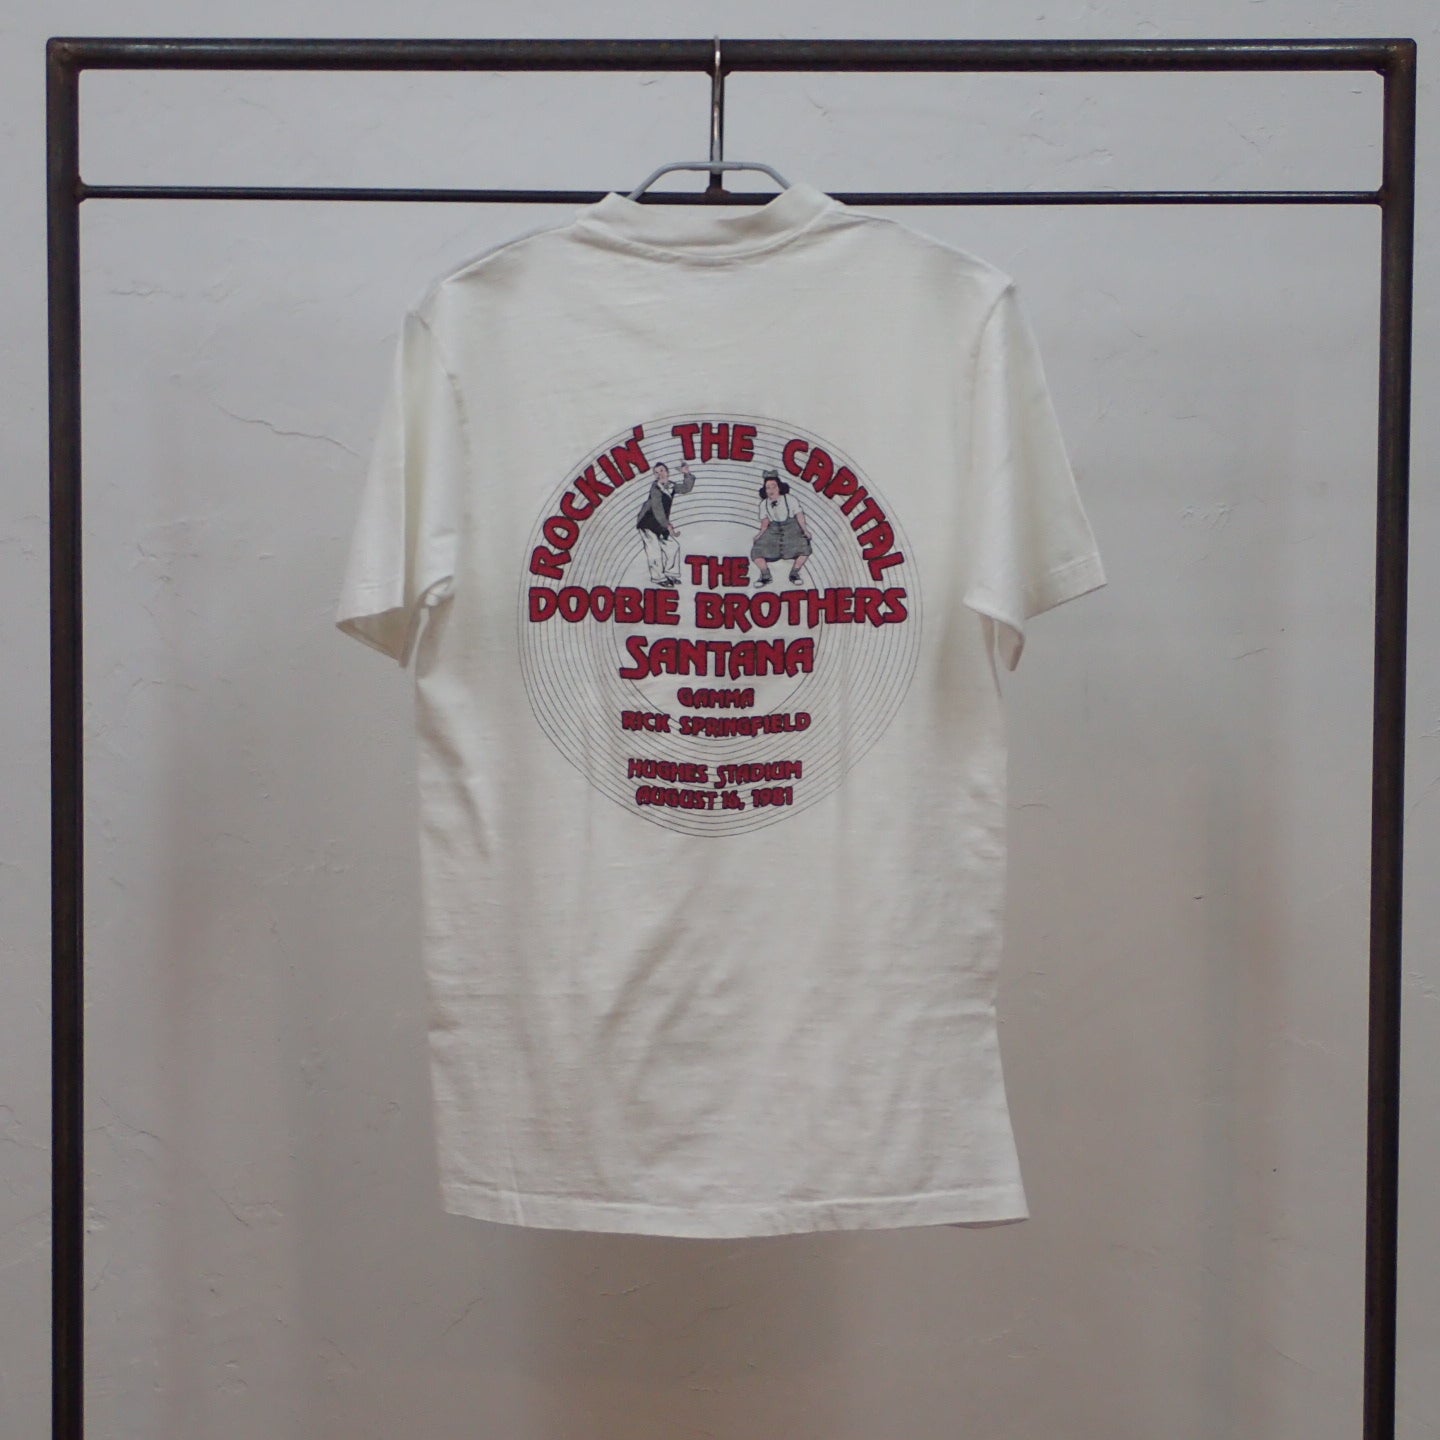 ROCKIN' THE CAPITAL
THE
DOOBIE BROTHERS
SANTANA
GAMMA
RICK SPRINGFIELD
HUGHES STADIUM
AUGUST 16, 1981